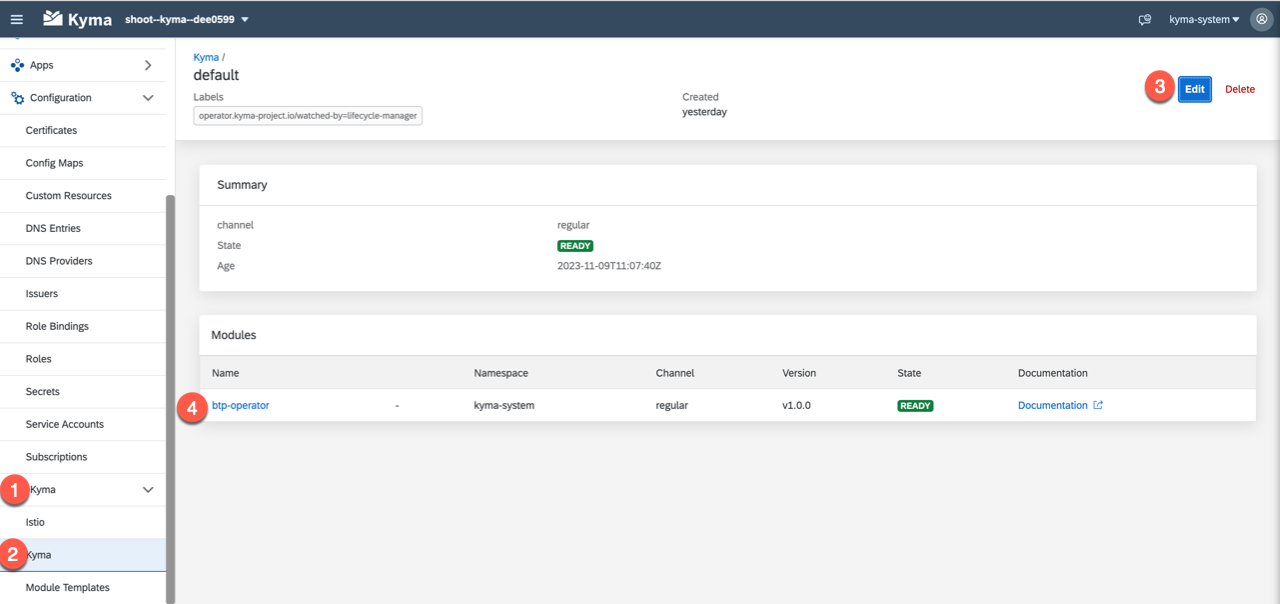 Kyma shoot--kyma--dee0599 kyma-system
Apps
Configuration
Certificates
Config Maps
Custom Resources
DNS Entries
DNS Providers
Issuers
Role Bindings
Roles
Secrets
Service Accounts
Subscriptions
1 Kyma
Istio
2 Kyma
Module Templates
Kyma /
default
Labels
operator.kyma-project.io/watched-by=lifecycle-manager
Created
yesterday
3 Edit Delete
Summary
channel regular
State READY
Age 2023-11-09T11:07:40Z
Modules
Name Namespace Channel Version State Documentation
4 btp-operator - kyma-system regular v1.0.0 READY Documentation